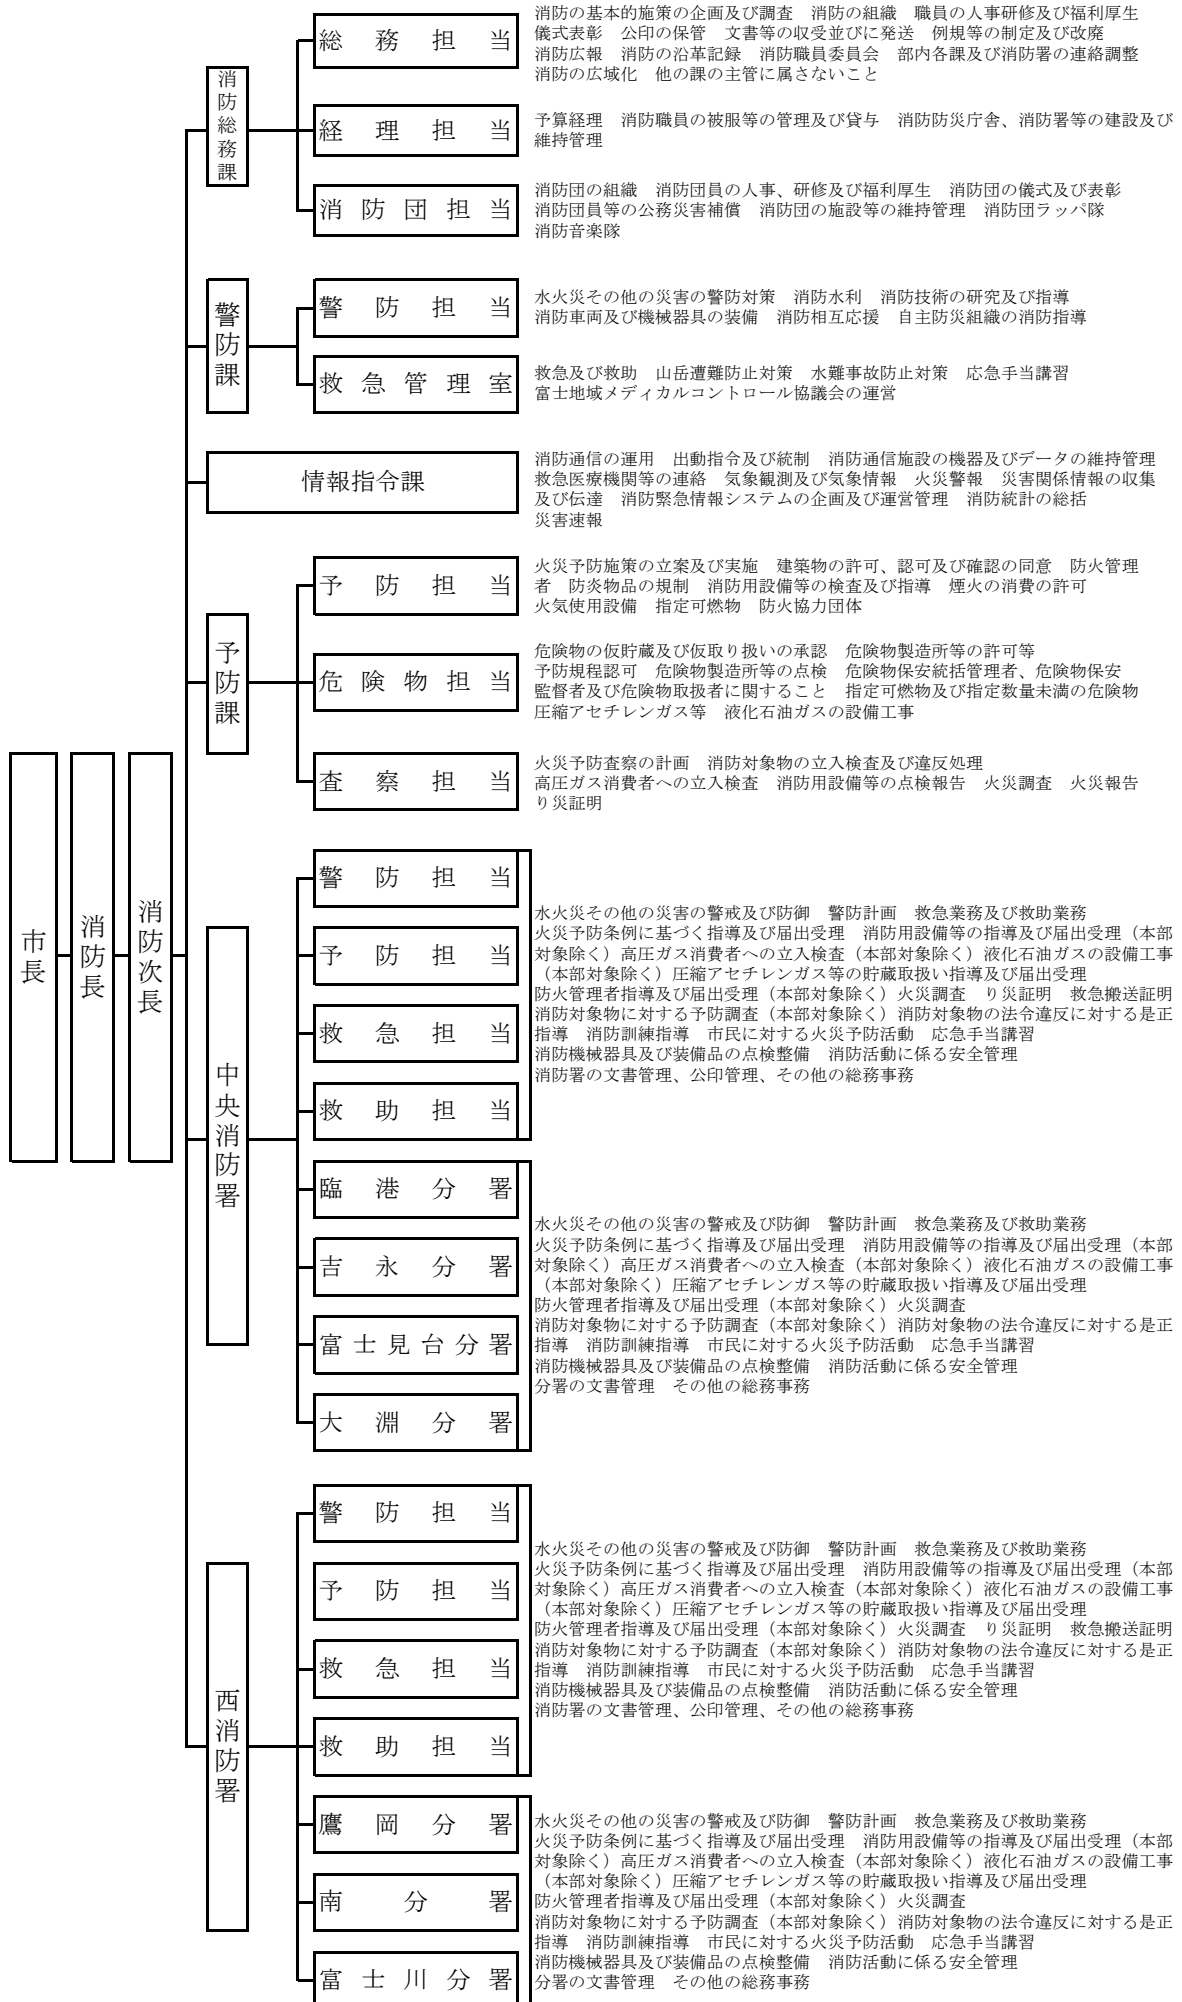 市長
消防長
消防次長
消防総務課
総務担当
消防の基本的施策の企画及び調査　消防の組織　職員の人事研修及び福利厚生
儀式表彰　公印の保管　文書等の収受並びに発送　例規等の制定及び改廃
消防広報　消防の沿革記録　消防職員委員会　部内各課及び消防署の連絡調整
消防の広域化　他の課の主管に属さないこと
経理担当
予算経理　消防職員の被服等の管理及び貸与　消防防災庁舎、消防署等の建設及び
維持管理
消防団担当
消防団の組織　消防団員の人事、研修及び福利厚生　消防団の儀式及び表彰
消防団員等の公務災害補償　消防団の施設等の維持管理　消防団ラッパ隊
消防音楽隊
警防課
警防担当
水火災その他の災害の警防対策　消防水利　消防技術の研究及び指導
消防車両及び機械器具の装備　消防相互応援　自主防災組織の消防指導
救急管理室
救急及び救助　山岳遭難防止対策　水難事故防止対策　応急手当講習
富士地域メディカルコントロール協議会の運営
情報指令課
消防通信の運用　出動指令及び統制　消防通信施設の機器及びデータの維持管理
救急医療機関等の連絡　気象観測及び気象情報　火災警報　災害関係情報の収集
及び伝達　消防緊急情報システムの企画及び運営管理　消防統計の総括
災害速報
予防課
予防担当
火災予防施策の立案及び実施　建築物の許可、認可及び確認の同意　防火管理
者　防炎物品の規制　消防用設備等の検査及び指導　煙火の消費の許可
火気使用設備　指定可燃物　防火協力団体
危険物担当
危険物の仮貯蔵及び仮取り扱いの承認　危険物製造所等の許可等
予防規程認可　危険物製造所等の点検　危険物保安統括管理者、危険物保安
監督者及び危険物取扱者に関すること　指定可燃物及び指定数量未満の危険物
圧縮アセチレンガス等　液化石油ガスの設備工事
査察担当
火災予防査察の計画　消防対象物の立入検査及び違反処理
高圧ガス消費者への立入検査　消防用設備等の点検報告　火災調査　火災報告
り災証明
中央消防署
警防担当
予防担当
救急担当
救助担当
水火災その他の災害の警戒及び防御　警防計画　救急業務及び救助業務
火災予防条例に基づく指導及び届出受理　消防用設備等の指導及び届出受理（本部
対象除く）高圧ガス消費者への立入検査（本部対象除く）液化石油ガスの設備工事
（本部対象除く）圧縮アセチレンガス等の貯蔵取扱い指導及び届出受理
防火管理者指導及び届出受理（本部対象除く）火災調査　り災証明　救急搬送証明
消防対象物に対する予防調査（本部対象除く）消防対象物の法令違反に対する是正
指導　消防訓練指導　市民に対する火災予防活動　応急手当講習
消防機械器具及び装備品の点検整備　消防活動に係る安全管理
消防署の文書管理、公印管理、その他の総務事務
臨港分署
吉永分署
富士見台分署
大淵分署
水火災その他の災害の警戒及び防御　警防計画　救急業務及び救助業務
火災予防条例に基づく指導及び届出受理　消防用設備等の指導及び届出受理（本部
対象除く）高圧ガス消費者への立入検査（本部対象除く）液化石油ガスの設備工事
（本部対象除く）圧縮アセチレンガス等の貯蔵取扱い指導及び届出受理
防火管理者指導及び届出受理（本部対象除く）火災調査
消防対象物に対する予防調査（本部対象除く）消防対象物の法令違反に対する是正
指導　消防訓練指導　市民に対する火災予防活動　応急手当講習
消防機械器具及び装備品の点検整備　消防活動に係る安全管理
分署の文書管理　その他の総務事務
西消防署
警防担当
予防担当
救急担当
救助担当
水火災その他の災害の警戒及び防御　警防計画　救急業務及び救助業務
火災予防条例に基づく指導及び届出受理　消防用設備等の指導及び届出受理（本部
対象除く）高圧ガス消費者への立入検査（本部対象除く）液化石油ガスの設備工事
（本部対象除く）圧縮アセチレンガス等の貯蔵取扱い指導及び届出受理
防火管理者指導及び届出受理（本部対象除く）火災調査　り災証明　救急搬送証明
消防対象物に対する予防調査（本部対象除く）消防対象物の法令違反に対する是正
指導　消防訓練指導　市民に対する火災予防活動　応急手当講習
消防機械器具及び装備品の点検整備　消防活動に係る安全管理
消防署の文書管理、公印管理、その他の総務事務
鷹岡分署
南分署
富士川分署
水火災その他の災害の警戒及び防御　警防計画　救急業務及び救助業務
火災予防条例に基づく指導及び届出受理　消防用設備等の指導及び届出受理（本部
対象除く）高圧ガス消費者への立入検査（本部対象除く）液化石油ガスの設備工事
（本部対象除く）圧縮アセチレンガス等の貯蔵取扱い指導及び届出受理
防火管理者指導及び届出受理（本部対象除く）火災調査
消防対象物に対する予防調査（本部対象除く）消防対象物の法令違反に対する是正
指導　消防訓練指導　市民に対する火災予防活動　応急手当講習
消防機械器具及び装備品の点検整備　消防活動に係る安全管理
分署の文書管理　その他の総務事務